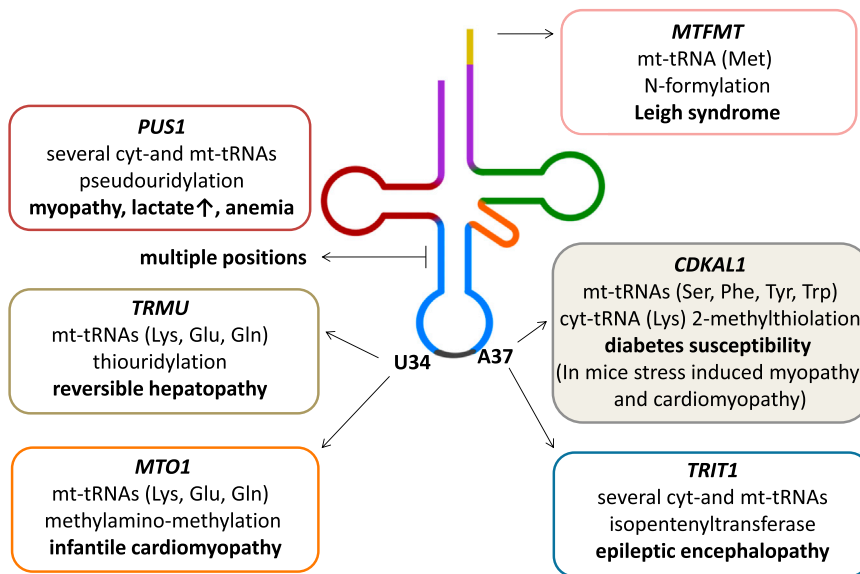 MTFMT
mt-tRNA (Met)
N-formylation
Leigh syndrome
PUS1
several cyt-and mt-tRNAs
pseudouridylation
myopathy, lactate↑, anemia
multiple positions
TRMU
mt-tRNAs (Lys, Glu, Gln)
thiouridylation
reversible hepatopathy
U34
A37
CDKAL1
mt-tRNAs (Ser, Phe, Tyr, Trp)
cyt-tRNA (Lys) 2-methylthiolation
diabetes susceptibility
(In mice stress induced myopathy
and cardiomyopathy)
MTO1
mt-tRNAs (Lys, Glu, Gln)
methylamino-methylation
infantile cardiomyopathy
TRIT1
several cyt-and mt-tRNAs
isopentenyltransferase
epileptic encephalopathy